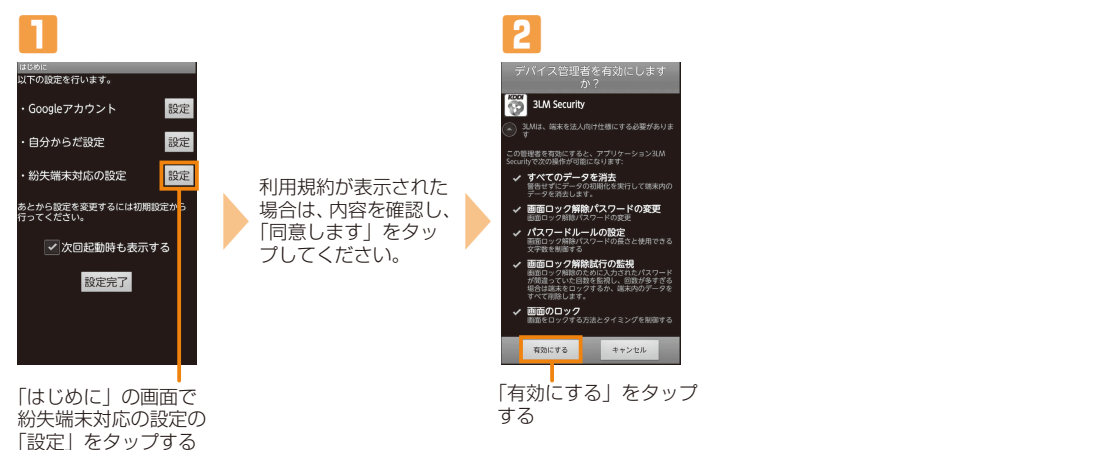 1
はじめに
以下の設定を行います。
・Googleアカウント 設定
・自分からだ設定 設定
・紛失端末対応の設定 設定
あとから設定を変更するには初期設定から
行ってください。
次回起動時も表示する
設定完了
「はじめに」の画面で
紛失端末対応の設定の
「設定」をタップする
利用規約が表示された
場合は、内容を確認し、
「同意します」をタッ
プしてください。
2
デバイス管理者を有効にします
か?
KDDI
3LM Security
3LMは、端末を法人向け仕様にする必要がありま
す
この管理者を有効にすると、アプリケーション3LM
Securityで次の操作が可能になります:
すべてのデータを消去
警告せずにデータの初期化を実行して端末内の
データを消去します。
画面ロック解除パスワードの変更
画面ロック解除パスワードの変更
パスワードルールの設定
画面ロック解除パスワードの長さと使用できる
文字数を制御する
画面ロック解除試行の監視
画面ロック解除のために入力されたパスワード
が間違っていた回数を監視し、回数が多すぎる
場合は端末をロックするか、端末内のデータを
すべて削除します。
画面のロック
画面をロックする方法とタイミングを制御する
有効にする キャンセル
「有効にする」をタップ
する